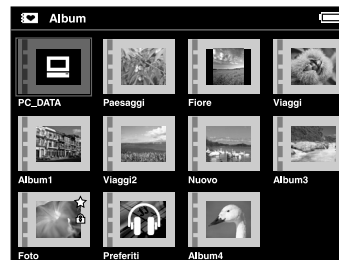 Album
PC_DATA Paesaggi Fiore Viaggi
Album1 Viaggi2 Nuovo Album3
Foto Preferiti Album4